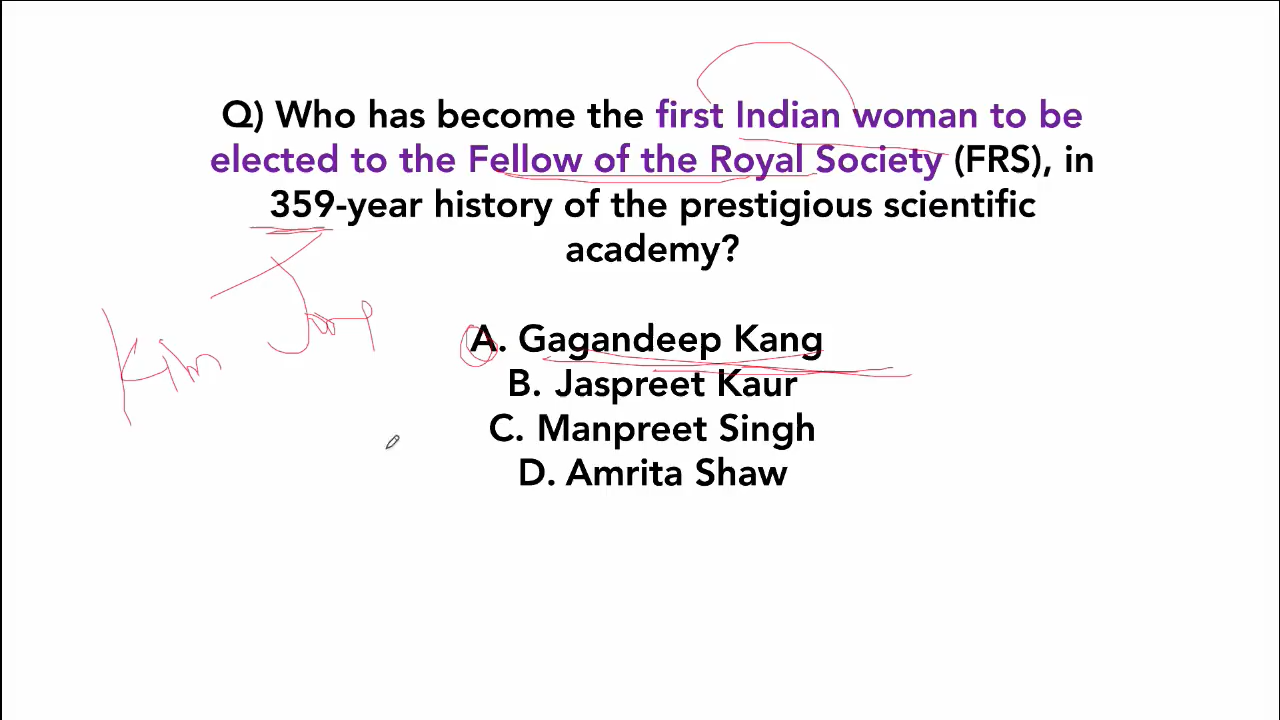 Q) Who has become the first Indian woman to be
elected to the Fellow of the Royal Society (FRS), in
359-year history of the prestigious scientific
academy?
Kim
A. Gagandeep Kang
B. Jaspreet Kaur
C. Manpreet Singh
D. Amrita Shaw